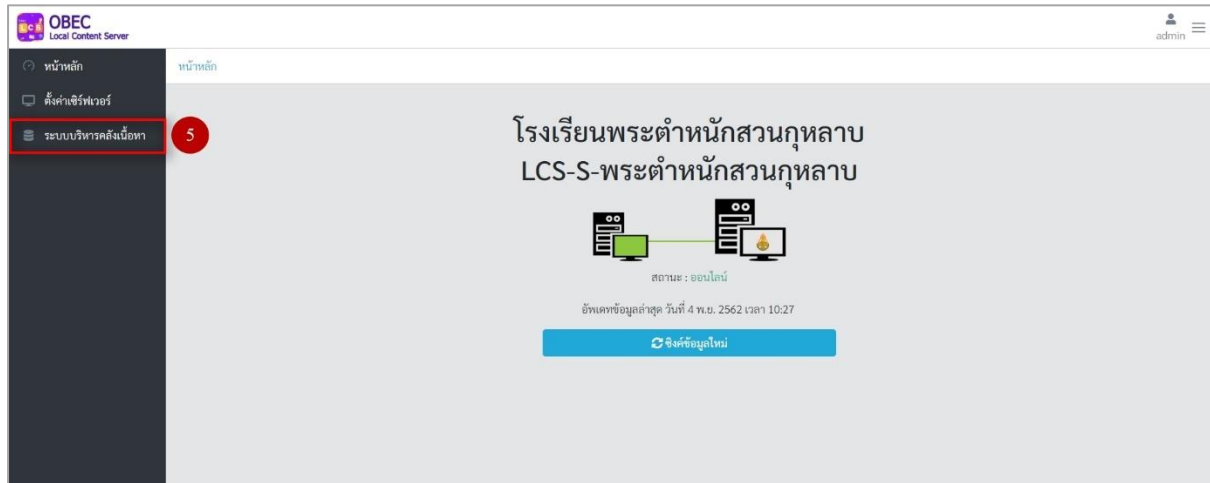 OBEC
Local Content Server
admin
หน้าหลัก
หน้าหลัก
ตั้งค่าเซิร์ฟเวอร์
ระบบบริหารคลังเนื้อหา
5
โรงเรียนพระตำหนักสวนกุหลาบ
LCS-S-พระตำหนักสวนกุหลาบ
สถานะ : ออนไลน์
อัพเดทข้อมูลล่าสุด วันที่ 4 พ.ย. 2562 เวลา 10:27
ซิงค์ข้อมูลใหม่